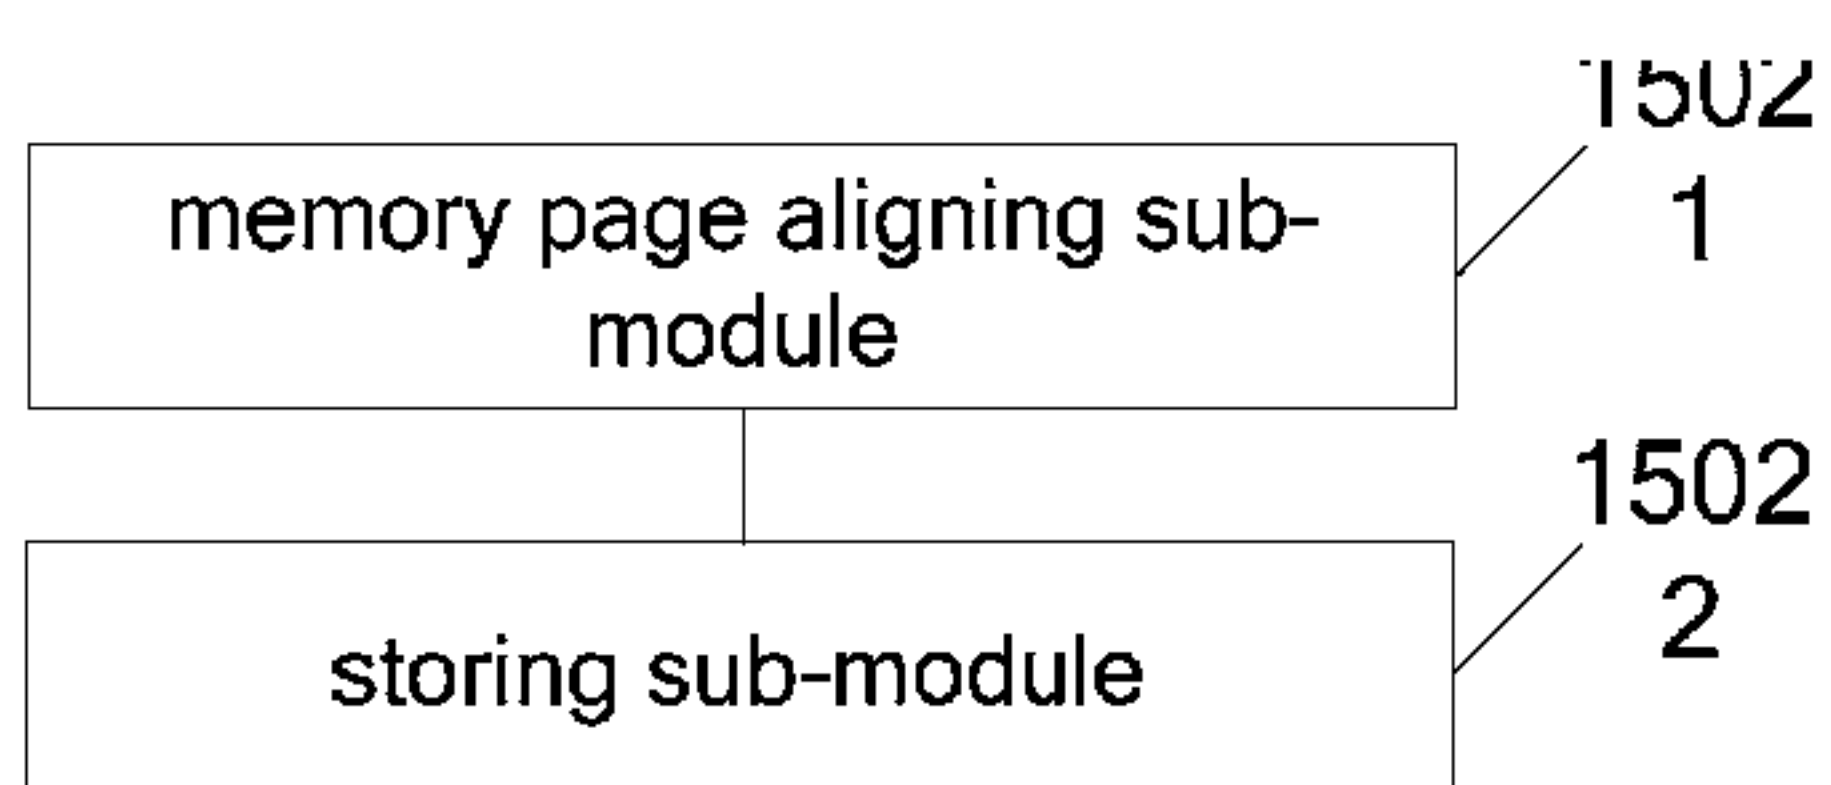 1502
1
memory page aligning sub-
module
1502
2
storing sub-module